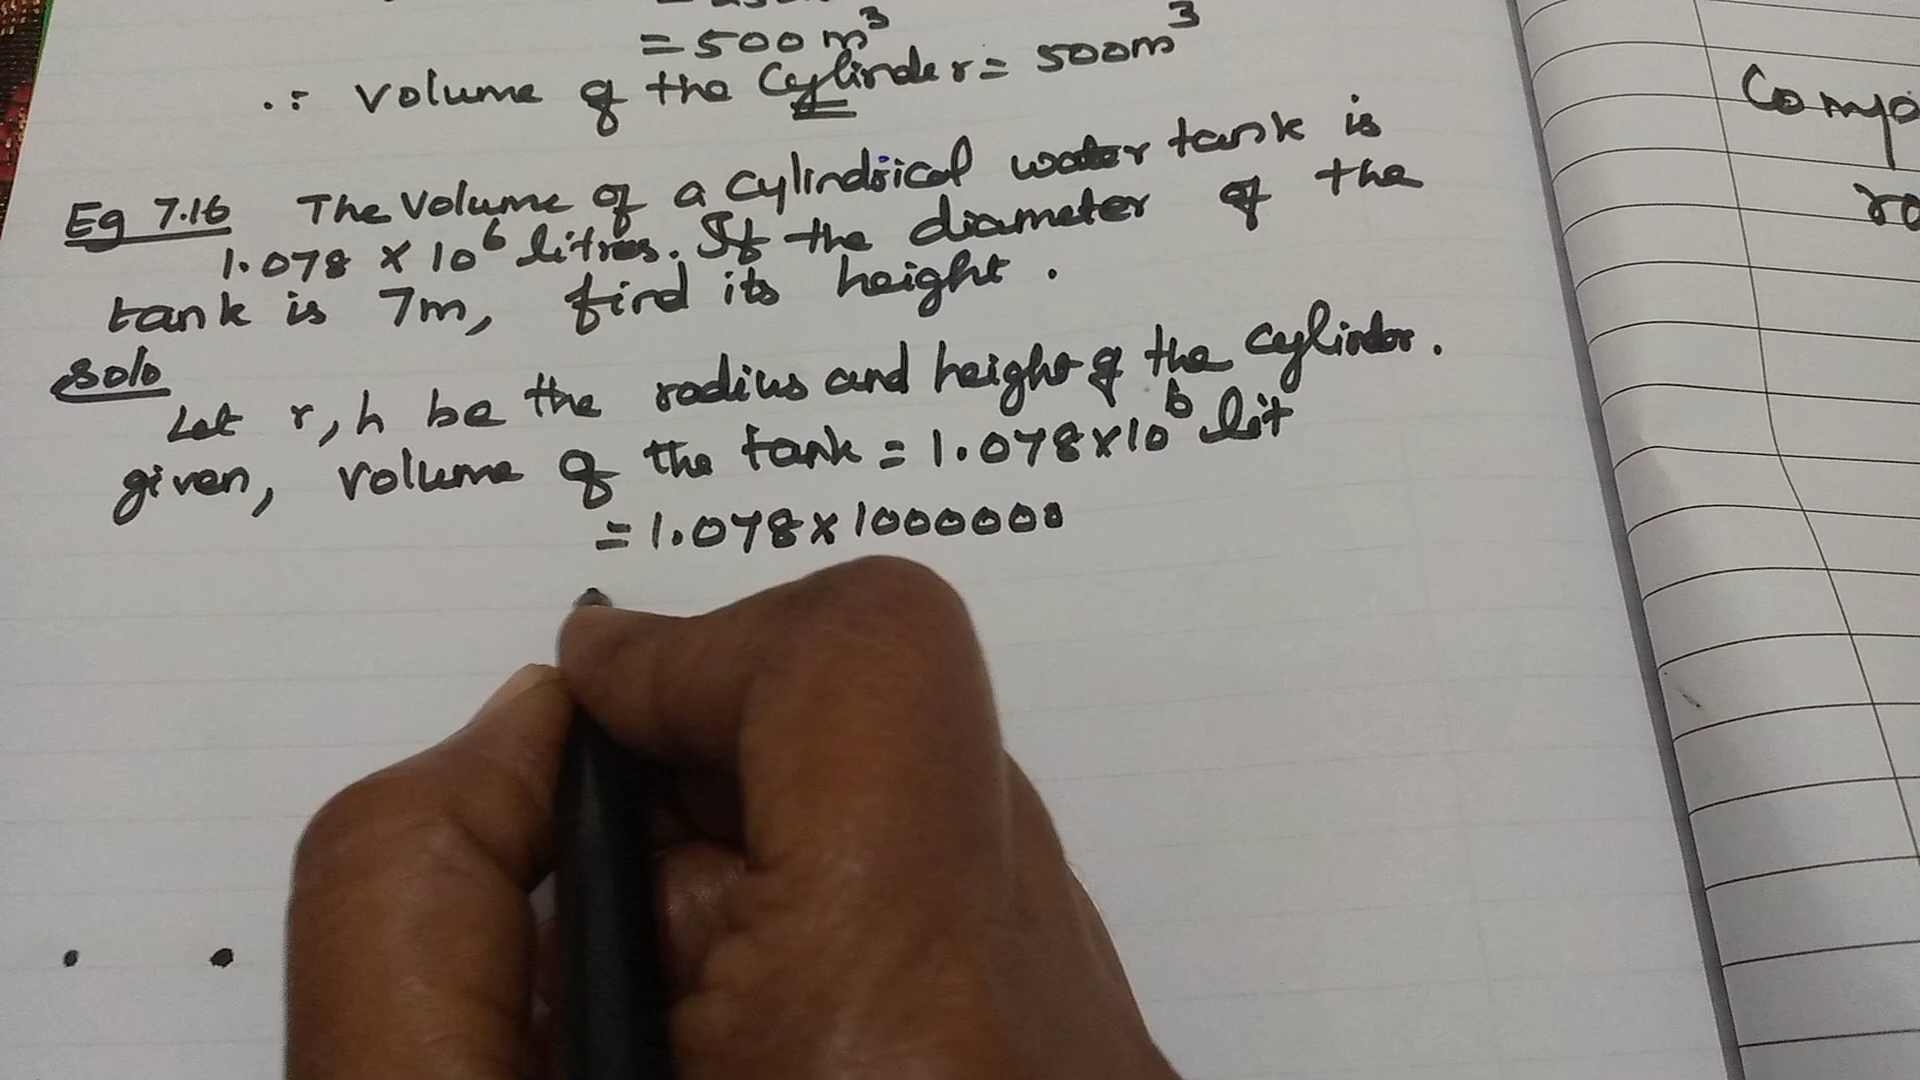 = 500 m³
∴ Volume of the Cylinder = 500m³
Eg 7.16 The Volume of a Cylindrical water tank is
1.078 × 10⁶ litres. If the diameter of the
tank is 7m, find its height.
Soln
Let r, h be the radius and height of the cylinder.
given, volume of the tank = 1.078×10⁶ lit
= 1.078×1000000